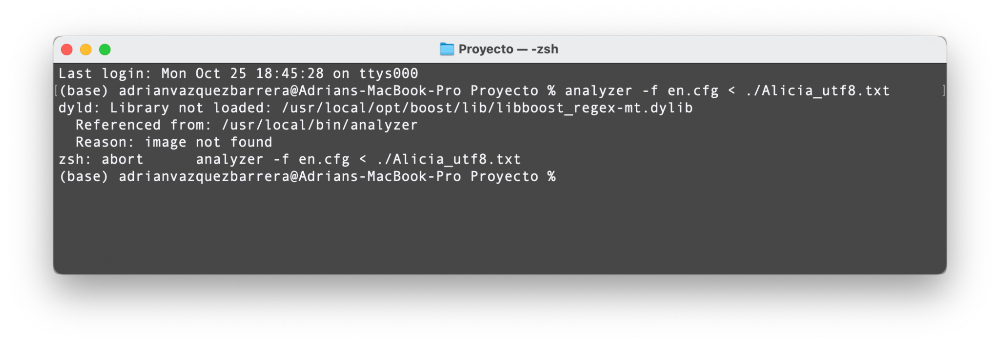 Proyecto — -zsh
Last login: Mon Oct 25 18:45:28 on ttys000
[(base) adrianvazquezbarrera@Adrians-MacBook-Pro Proyecto % analyzer -f en.cfg < ./Alicia_utf8.txt ]
dyld: Library not loaded: /usr/local/opt/boost/lib/libboost_regex-mt.dylib
  Referenced from: /usr/local/bin/analyzer
  Reason: image not found
zsh: abort      analyzer -f en.cfg < ./Alicia_utf8.txt
(base) adrianvazquezbarrera@Adrians-MacBook-Pro Proyecto %